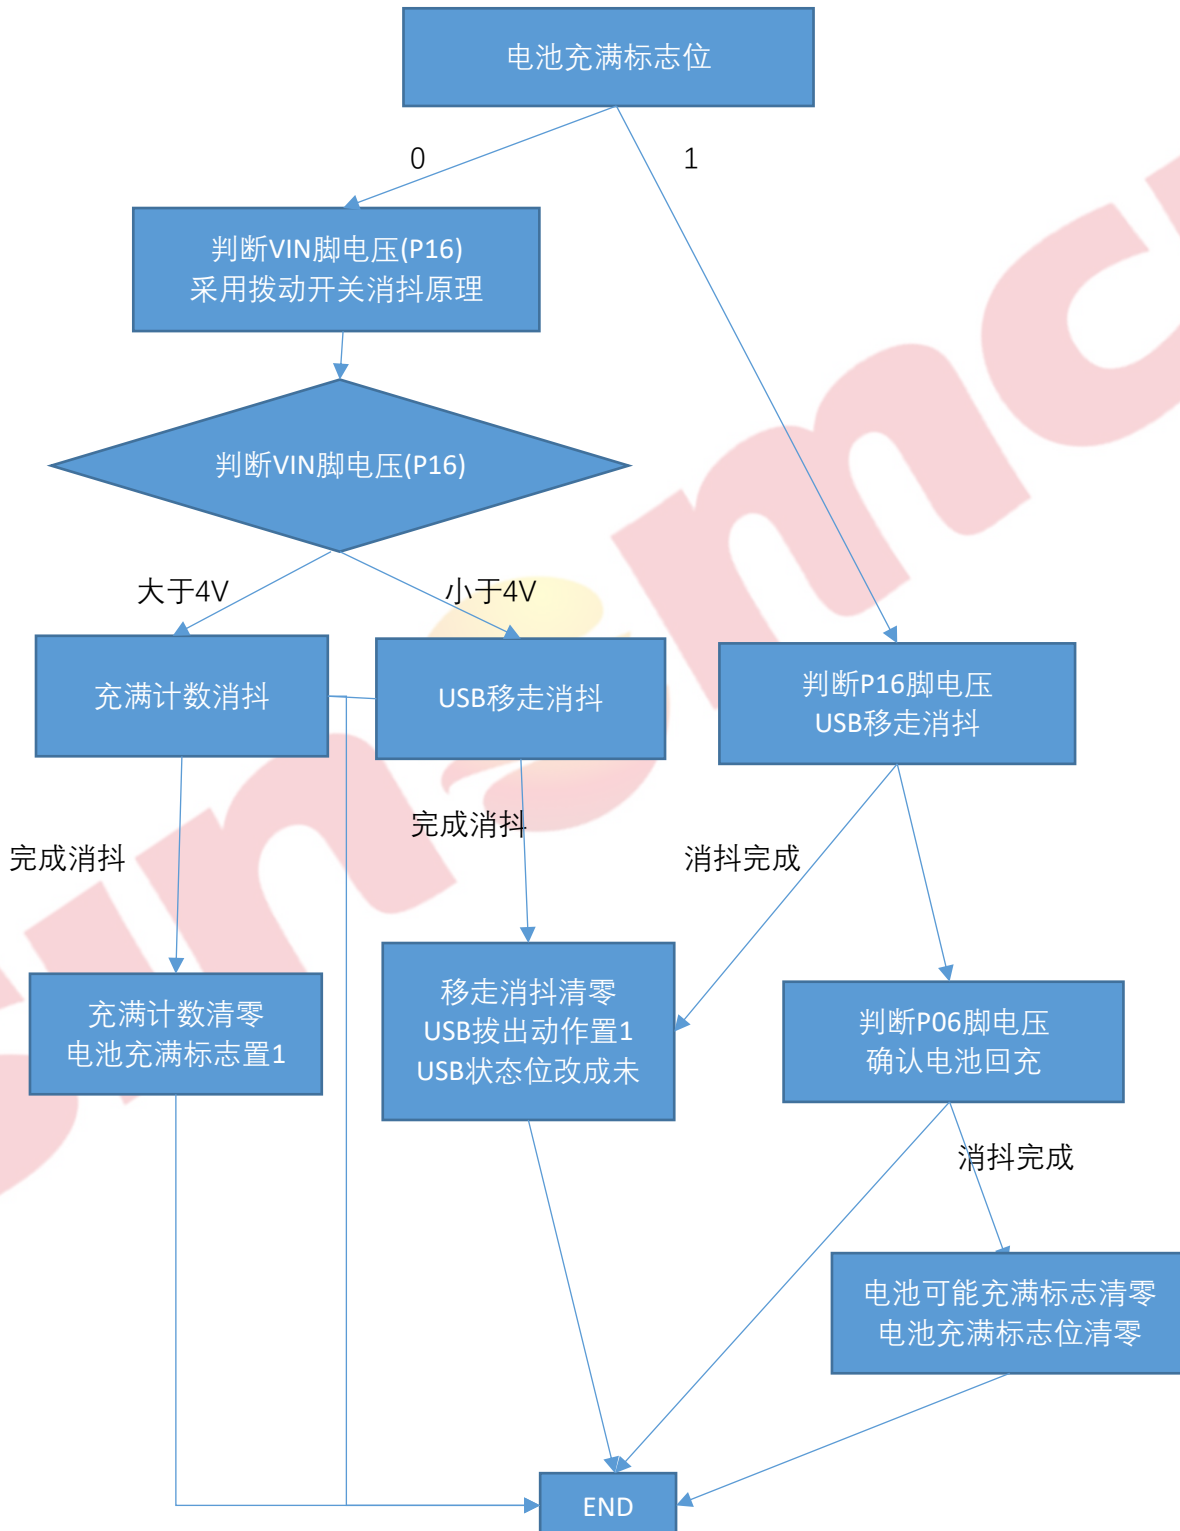 电池充满标志位
0
1
判断VIN脚电压(P16)
采用拨动开关消抖原理
判断VIN脚电压(P16)
大于4V
小于4V
充满计数消抖
USB移走消抖
判断P16脚电压
USB移走消抖
完成消抖
完成消抖
消抖完成
充满计数清零
电池充满标志置1
移走消抖清零
USB拔出动作置1
USB状态位改成未
判断P06脚电压
确认电池回充
消抖完成
电池可能充满标志清零
电池充满标志位清零
END
sunsmcu